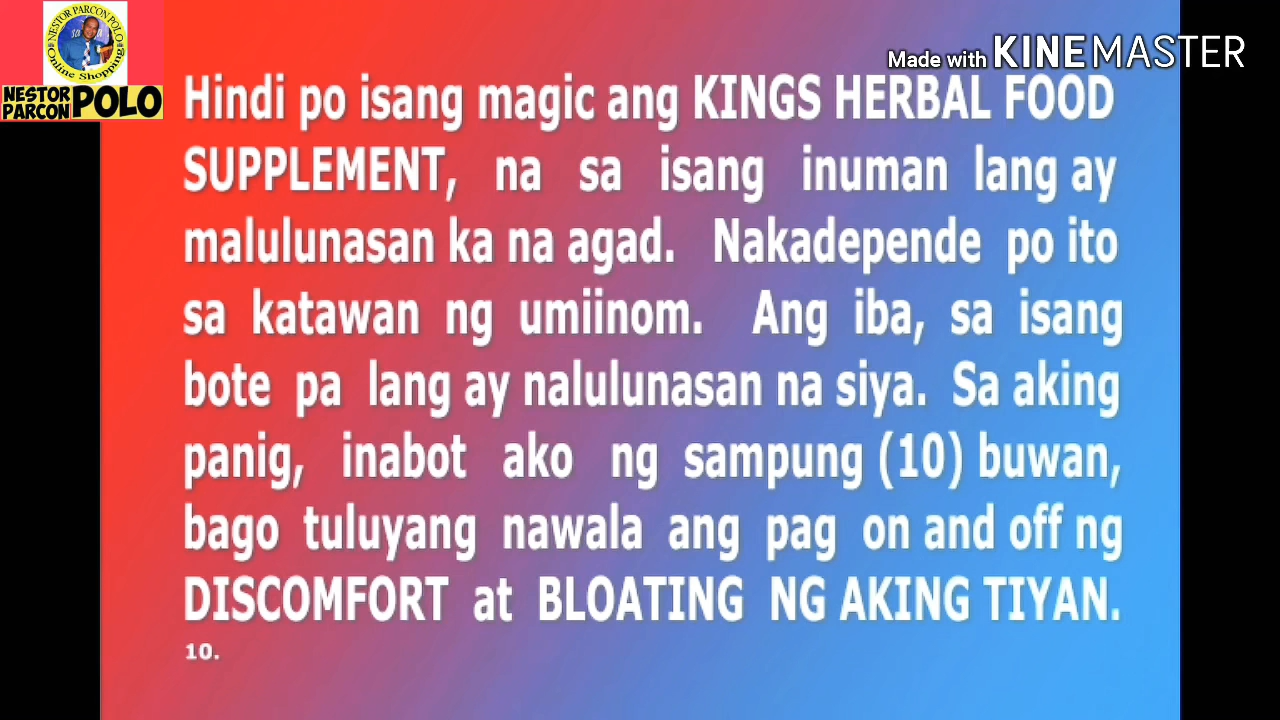 NESTOR PARCON POLO
Online Shopping
NESTOR
PARCON POLO
Made with KINEMASTER
Hindi po isang magic ang KINGS HERBAL FOOD
SUPPLEMENT, na sa isang inuman lang ay
malulunasan ka na agad. Nakadepende po ito
sa katawan ng umiinom. Ang iba, sa isang
bote pa lang ay nalulunasan na siya. Sa aking
panig, inabot ako ng sampung (10) buwan,
bago tuluyang nawala ang pag on and off ng
DISCOMFORT at BLOATING NG AKING TIYAN.
10.